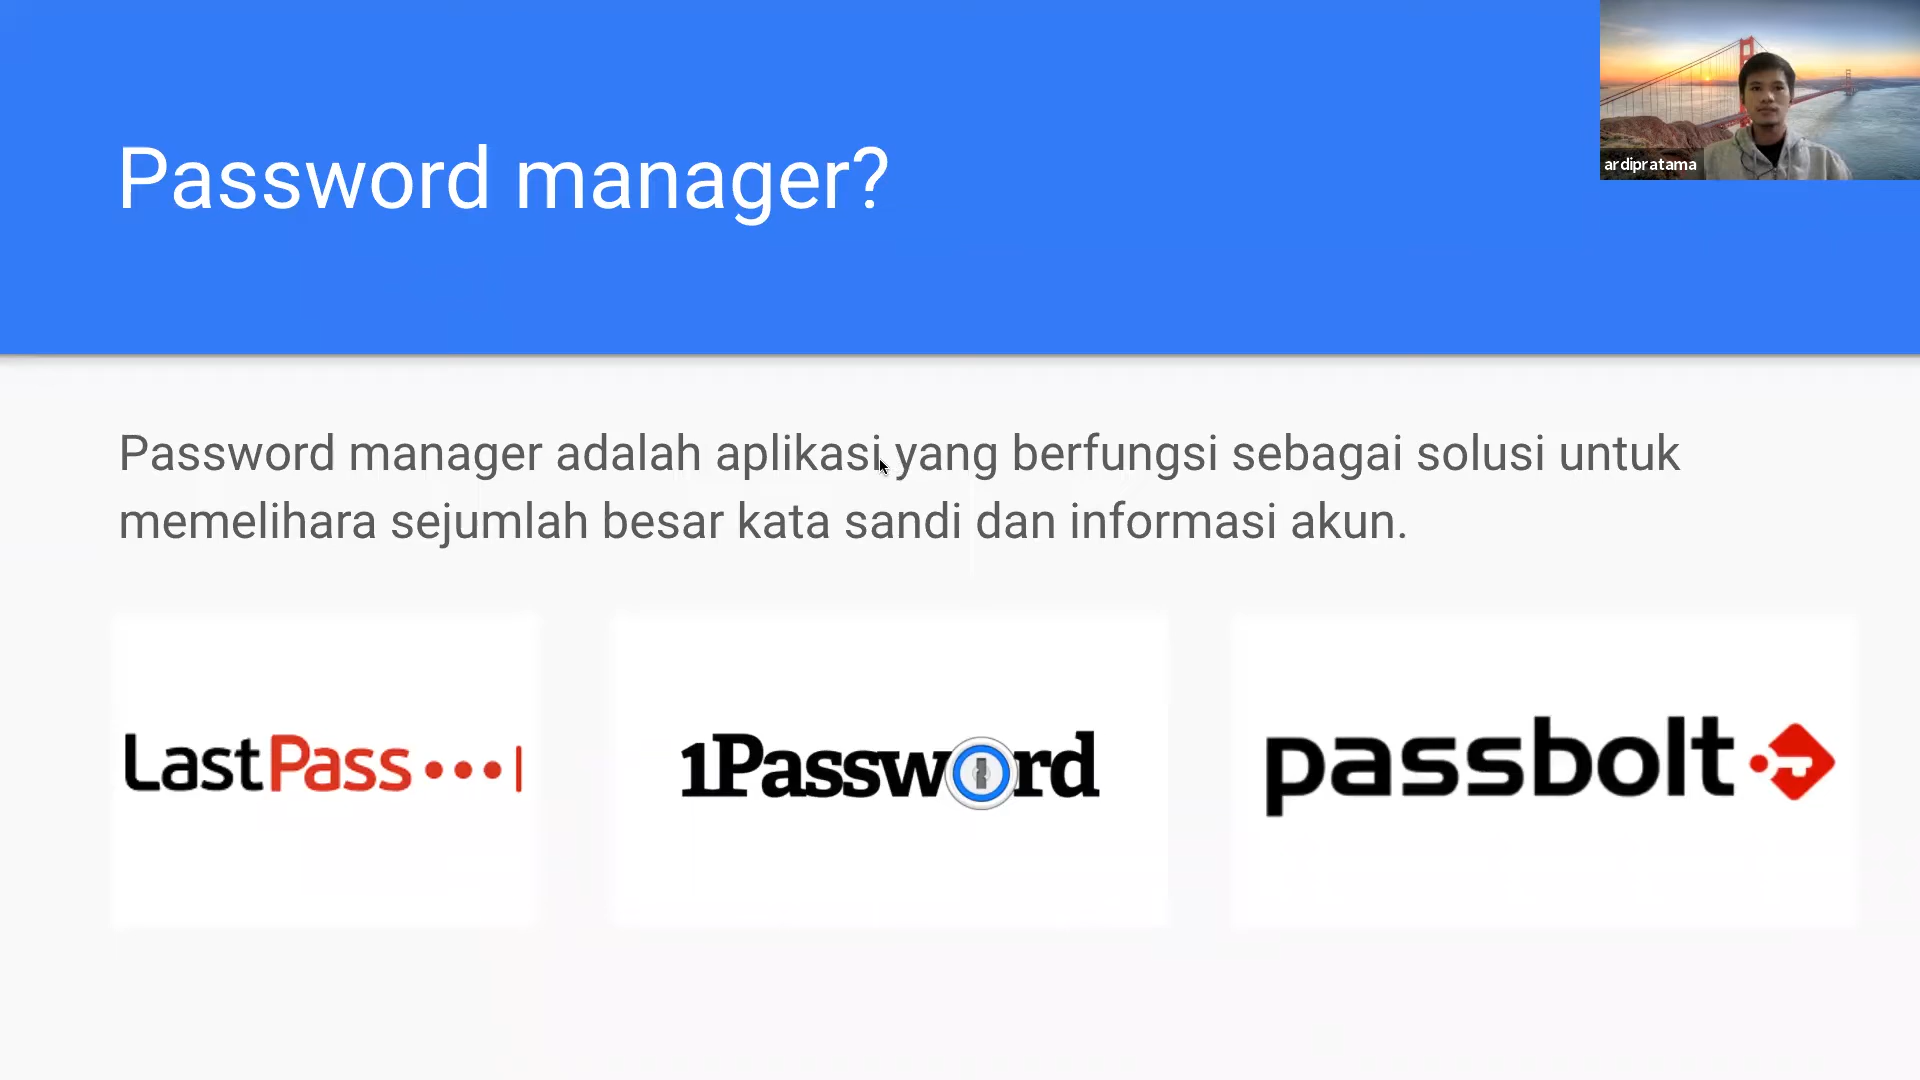 Password manager?
ardipratama
Password manager adalah aplikasi yang berfungsi sebagai solusi untuk
memelihara sejumlah besar kata sandi dan informasi akun.
LastPass
1Password
passbolt